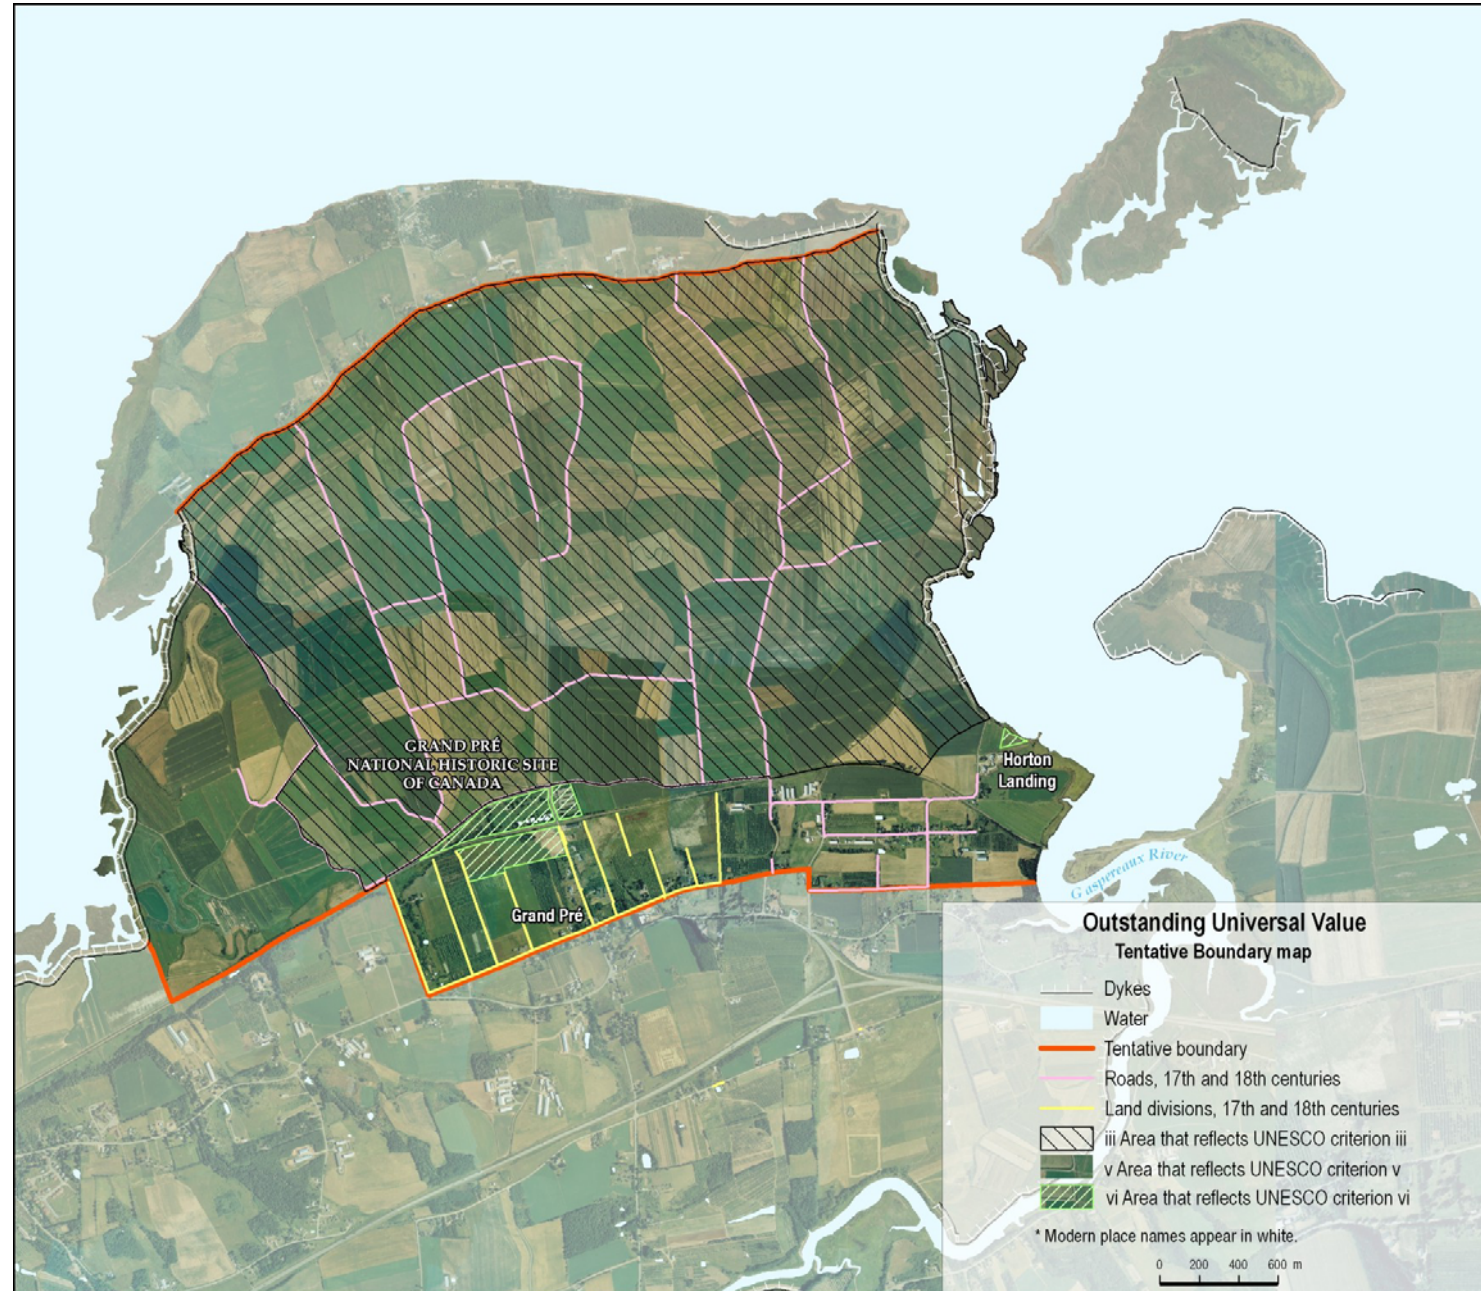 GRAND PRÉ
NATIONAL HISTORIC SITE
OF CANADA
Horton
Landing
Grand Pré
Gaspereaux River
Outstanding Universal Value
Tentative Boundary map
Dykes
Water
Tentative boundary
Roads, 17th and 18th centuries
Land divisions, 17th and 18th centuries
iii Area that reflects UNESCO criterion iii
v Area that reflects UNESCO criterion v
vi Area that reflects UNESCO criterion vi
* Modern place names appear in white.
0 200 400 600 m